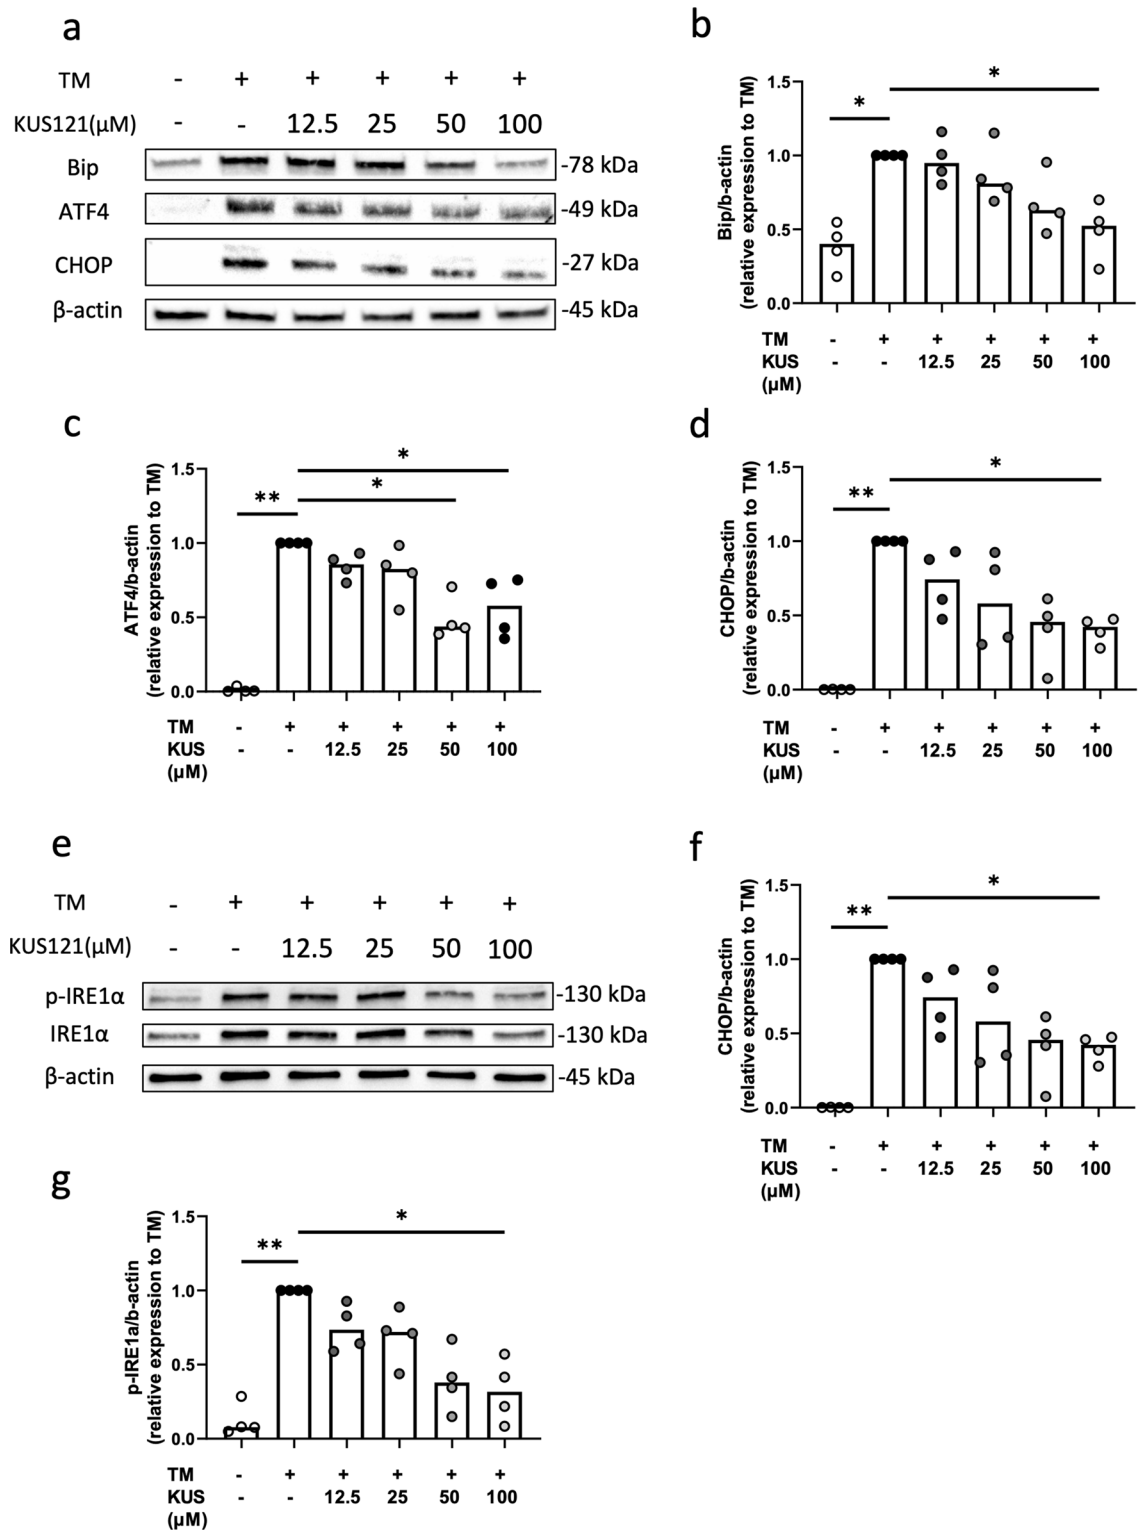 a
TM - + + + + +
KUS121(μM) - - 12.5 25 50 100
Bip -78 kDa
ATF4 -49 kDa
CHOP -27 kDa
β-actin -45 kDa
b
Bip/b-actin
(relative expression to TM)
* *
1.5
1.0
0.5
0.0
TM - + + + + +
KUS - - 12.5 25 50 100
(μM)
c
ATF4/b-actin
(relative expression to TM)
*
*
**
1.5
1.0
0.5
0.0
TM - + + + + +
KUS - - 12.5 25 50 100
(μM)
d
CHOP/b-actin
(relative expression to TM)
*
**
1.5
1.0
0.5
0.0
TM - + + + + +
KUS - - 12.5 25 50 100
(μM)
e
TM - + + + + +
KUS121(μM) - - 12.5 25 50 100
p-IRE1α -130 kDa
IRE1α -130 kDa
β-actin -45 kDa
f
CHOP/b-actin
(relative expression to TM)
*
**
1.5
1.0
0.5
0.0
TM - + + + + +
KUS - - 12.5 25 50 100
(μM)
g
p-IRE1a/b-actin
(relative expression to TM)
*
**
1.5
1.0
0.5
0.0
TM - + + + + +
KUS - - 12.5 25 50 100
(μM)